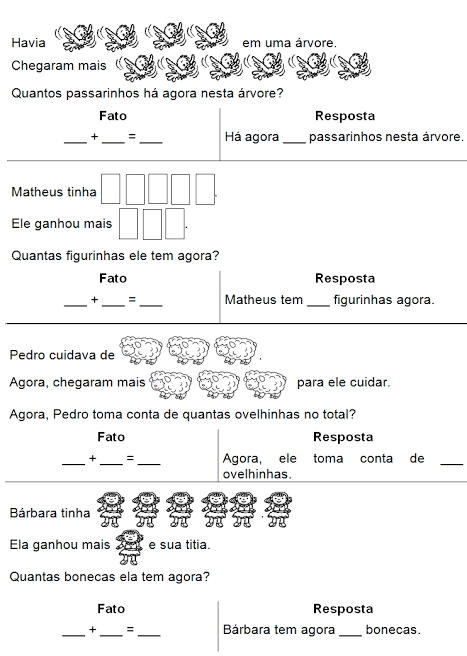 Havia em uma árvore.
Chegaram mais
Quantos passarinhos há agora nesta árvore?
Fato Resposta
___ + ___ = ___ Há agora ___ passarinhos nesta árvore.
Matheus tinha .
Ele ganhou mais .
Quantas figurinhas ele tem agora?
Fato Resposta
___ + ___ = ___ Matheus tem ___ figurinhas agora.
Pedro cuidava de .
Agora, chegaram mais para ele cuidar.
Agora, Pedro toma conta de quantas ovelhinhas no total?
Fato Resposta
___ + ___ = ___ Agora, ele toma conta de ___
ovelhinhas.
Bárbara tinha .
Ela ganhou mais e sua titia.
Quantas bonecas ela tem agora?
Fato Resposta
___ + ___ = ___ Bárbara tem agora ___ bonecas.